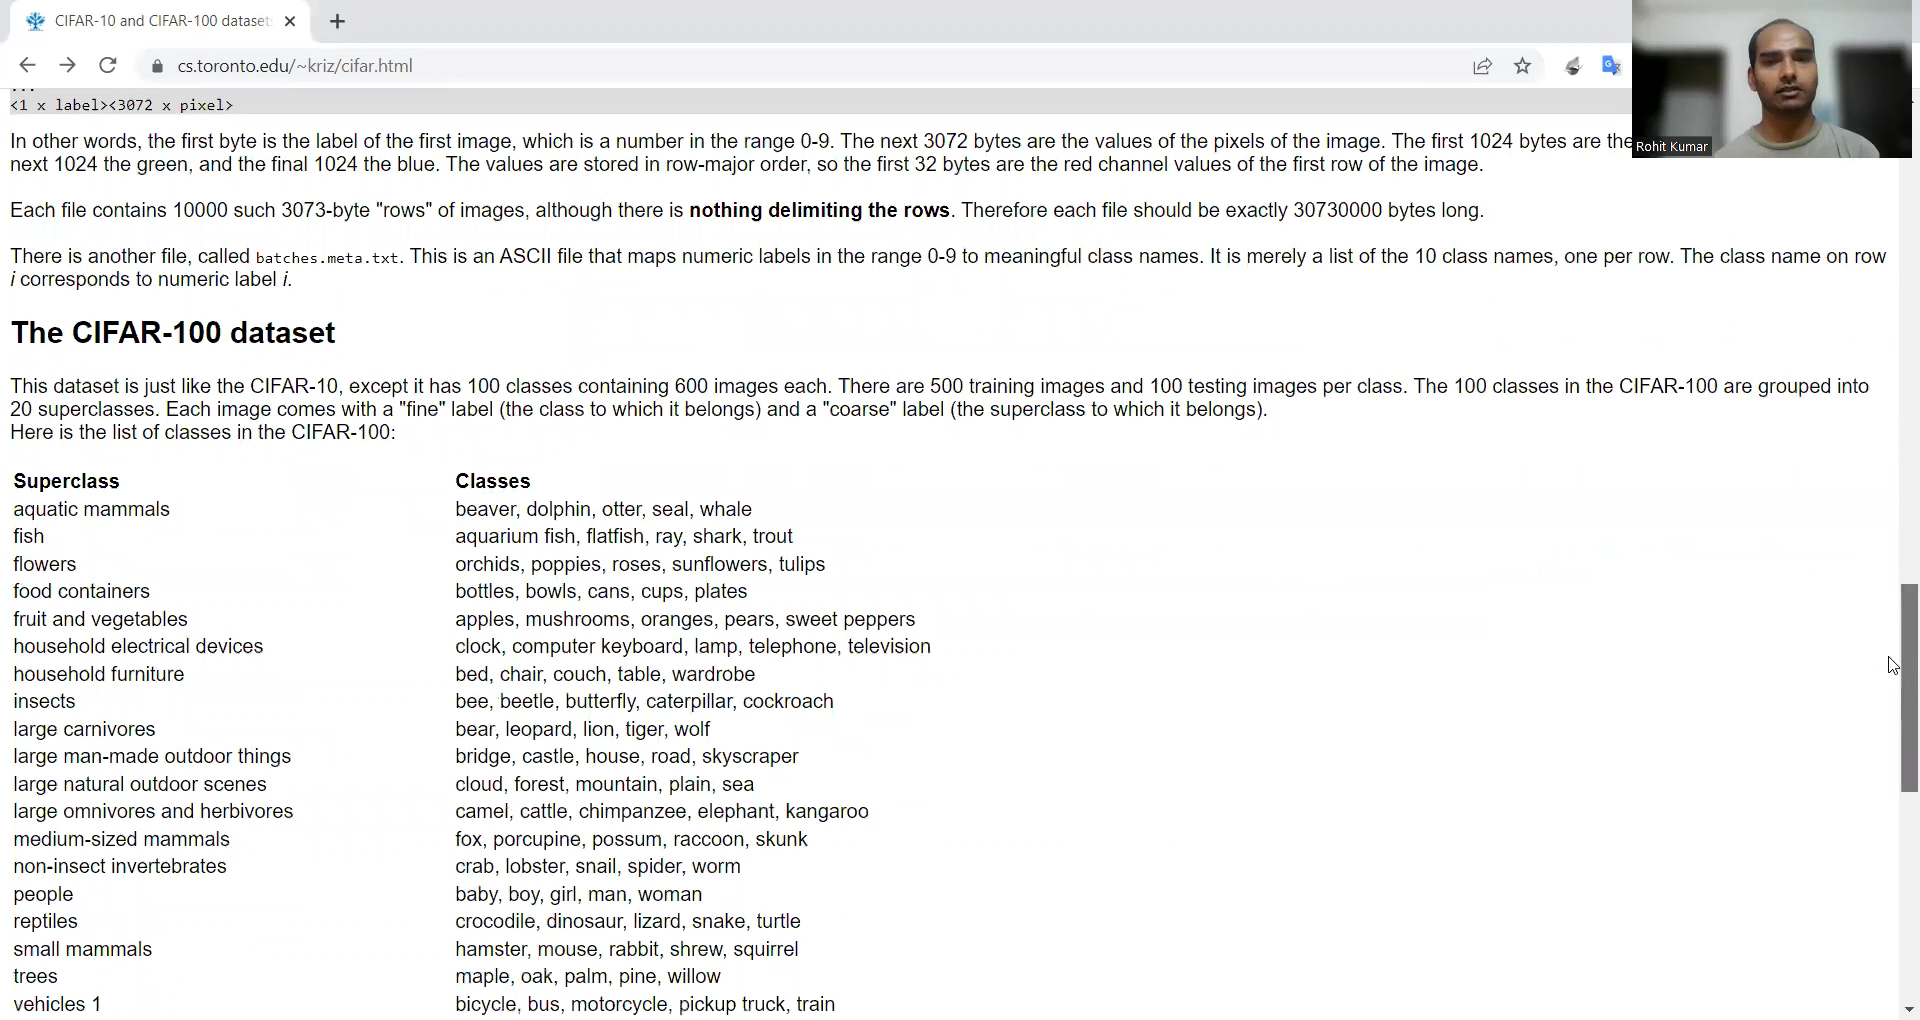 CIFAR-10 and CIFAR-100 dataset
cs.toronto.edu/~kriz/cifar.html
Rohit Kumar
...
<1 x label><3072 x pixel>
In other words, the first byte is the label of the first image, which is a number in the range 0-9. The next 3072 bytes are the values of the pixels of the image. The first 1024 bytes are the
next 1024 the green, and the final 1024 the blue. The values are stored in row-major order, so the first 32 bytes are the red channel values of the first row of the image.
Each file contains 10000 such 3073-byte "rows" of images, although there is nothing delimiting the rows. Therefore each file should be exactly 30730000 bytes long.
There is another file, called batches.meta.txt. This is an ASCII file that maps numeric labels in the range 0-9 to meaningful class names. It is merely a list of the 10 class names, one per row. The class name on row
i corresponds to numeric label i.
The CIFAR-100 dataset
This dataset is just like the CIFAR-10, except it has 100 classes containing 600 images each. There are 500 training images and 100 testing images per class. The 100 classes in the CIFAR-100 are grouped into
20 superclasses. Each image comes with a "fine" label (the class to which it belongs) and a "coarse" label (the superclass to which it belongs).
Here is the list of classes in the CIFAR-100:
Superclass Classes
aquatic mammals beaver, dolphin, otter, seal, whale
fish aquarium fish, flatfish, ray, shark, trout
flowers orchids, poppies, roses, sunflowers, tulips
food containers bottles, bowls, cans, cups, plates
fruit and vegetables apples, mushrooms, oranges, pears, sweet peppers
household electrical devices clock, computer keyboard, lamp, telephone, television
household furniture bed, chair, couch, table, wardrobe
insects bee, beetle, butterfly, caterpillar, cockroach
large carnivores bear, leopard, lion, tiger, wolf
large man-made outdoor things bridge, castle, house, road, skyscraper
large natural outdoor scenes cloud, forest, mountain, plain, sea
large omnivores and herbivores camel, cattle, chimpanzee, elephant, kangaroo
medium-sized mammals fox, porcupine, possum, raccoon, skunk
non-insect invertebrates crab, lobster, snail, spider, worm
people baby, boy, girl, man, woman
reptiles crocodile, dinosaur, lizard, snake, turtle
small mammals hamster, mouse, rabbit, shrew, squirrel
trees maple, oak, palm, pine, willow
vehicles 1 bicycle, bus, motorcycle, pickup truck, train